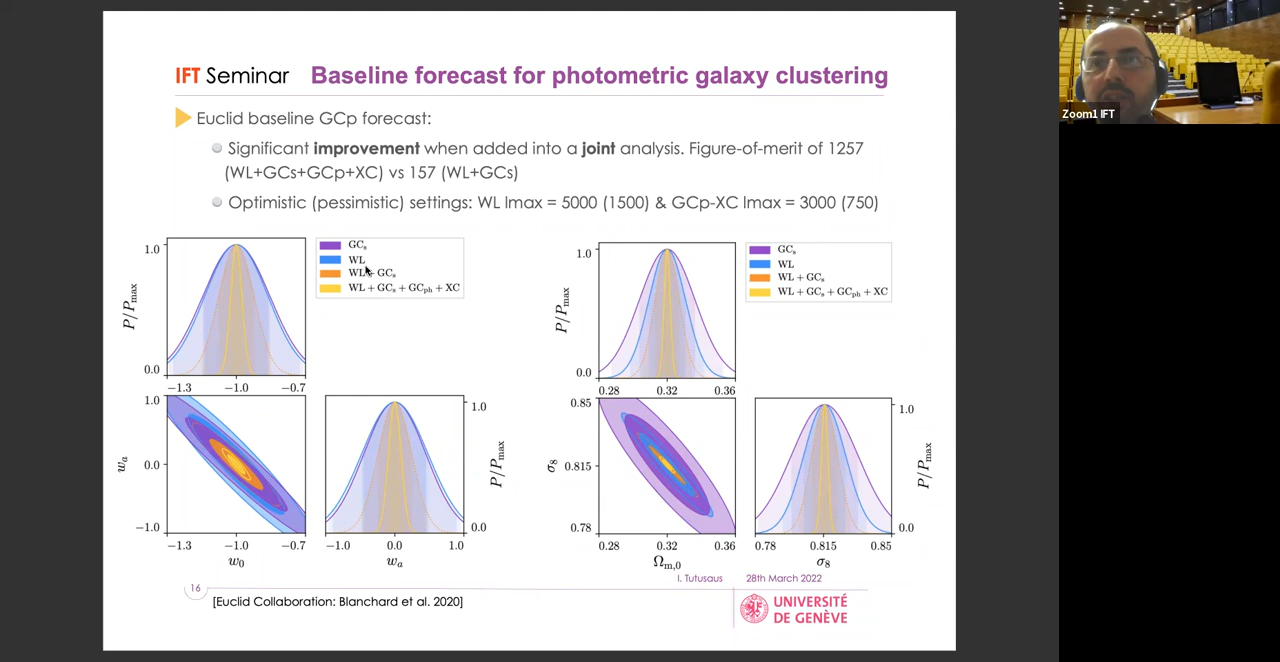 IFT Seminar Baseline forecast for photometric galaxy clustering
Euclid baseline GCp forecast:
Significant improvement when added into a joint analysis. Figure-of-merit of 1257
(WL+GCs+GCp+XC) vs 157 (WL+GCs)
Optimistic (pessimistic) settings: WL lmax = 5000 (1500) & GCp-XC lmax = 3000 (750)
1.0
P/Pmax
0.0
−1.3 −1.0 −0.7
GCs
WL
WL + GCs
WL + GCs + GCph + XC
1.0
wa
0.0
−1.0
−1.3 −1.0 −0.7
w0
1.0
P/Pmax
0.0
−1.0 0.0 1.0
wa
1.0
P/Pmax
0.0
0.28 0.32 0.36
GCs
WL
WL + GCs
WL + GCs + GCph + XC
0.85
σ8
0.815
0.78
0.28 0.32 0.36
Ωm,0
1.0
P/Pmax
0.0
0.78 0.815 0.85
σ8
16
I. Tutusaus 28th March 2022
[Euclid Collaboration: Blanchard et al. 2020]
UNIVERSITÉ
DE GENÈVE
Zoom1 IFT